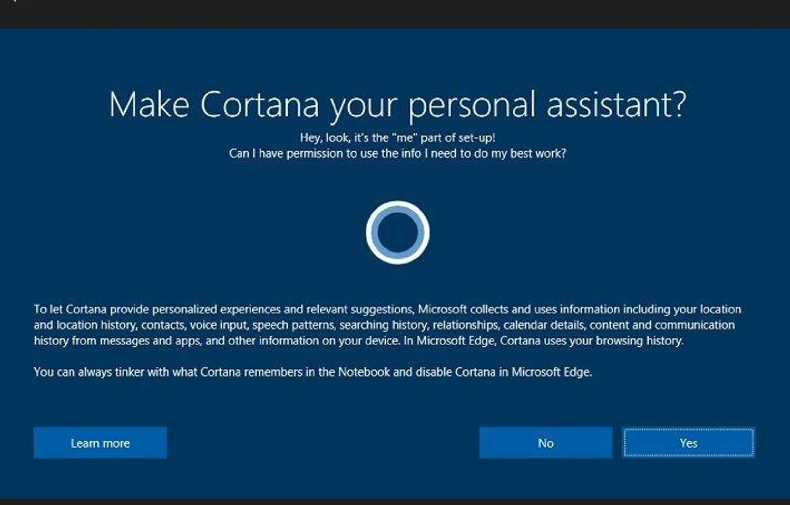 Make Cortana your personal assistant?
Hey, look, it's the "me" part of set-up!
Can I have permission to use the info I need to do my best work?
To let Cortana provide personalized experiences and relevant suggestions, Microsoft collects and uses information including your location
and location history, contacts, voice input, speech patterns, searching history, relationships, calendar details, content and communication
history from messages and apps, and other information on your device. In Microsoft Edge, Cortana uses your browsing history.
You can always tinker with what Cortana remembers in the Notebook and disable Cortana in Microsoft Edge.
Learn more
No
Yes